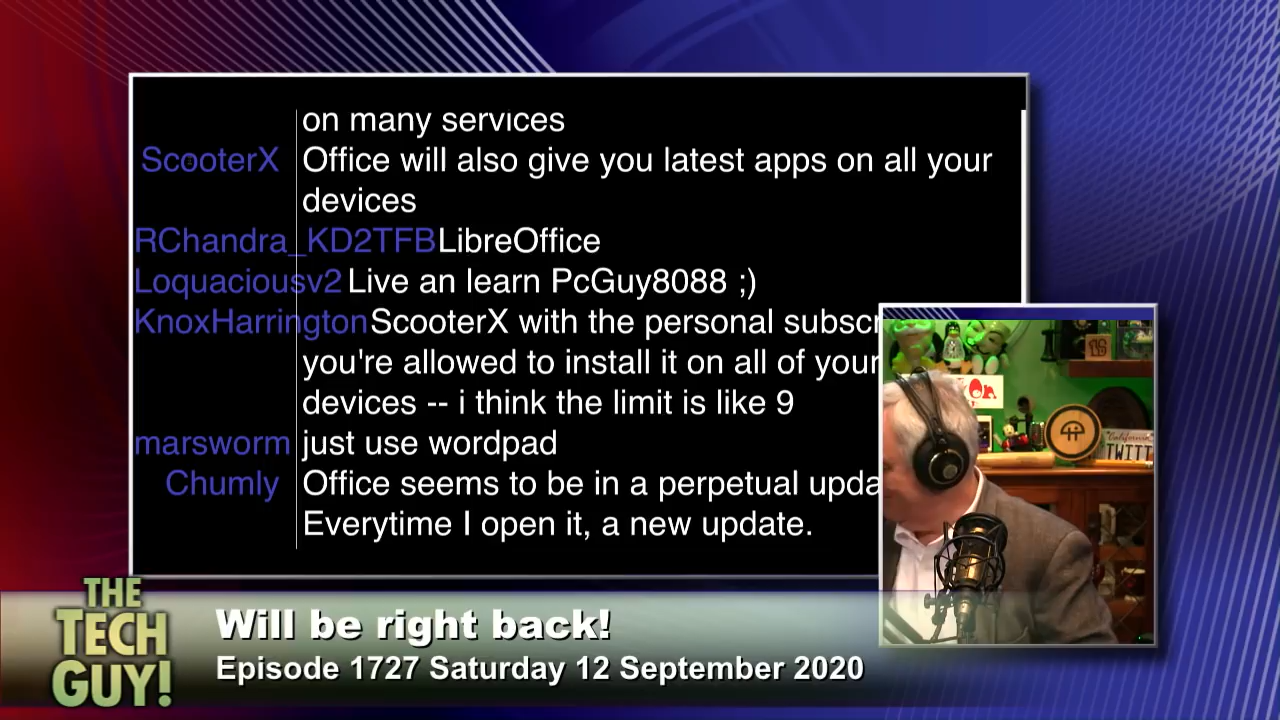 on many services
ScooterX Office will also give you latest apps on all your
devices
RChandra_KD2TFB LibreOffice
Loquaciousv2 Live an learn PcGuy8088 ;)
KnoxHarrington ScooterX with the personal subscr
you're allowed to install it on all of your
devices -- i think the limit is like 9
marsworm just use wordpad
Chumly Office seems to be in a perpetual upda
Everytime I open it, a new update.
California
TWIT
THE
TECH
GUY!
Will be right back!
Episode 1727 Saturday 12 September 2020